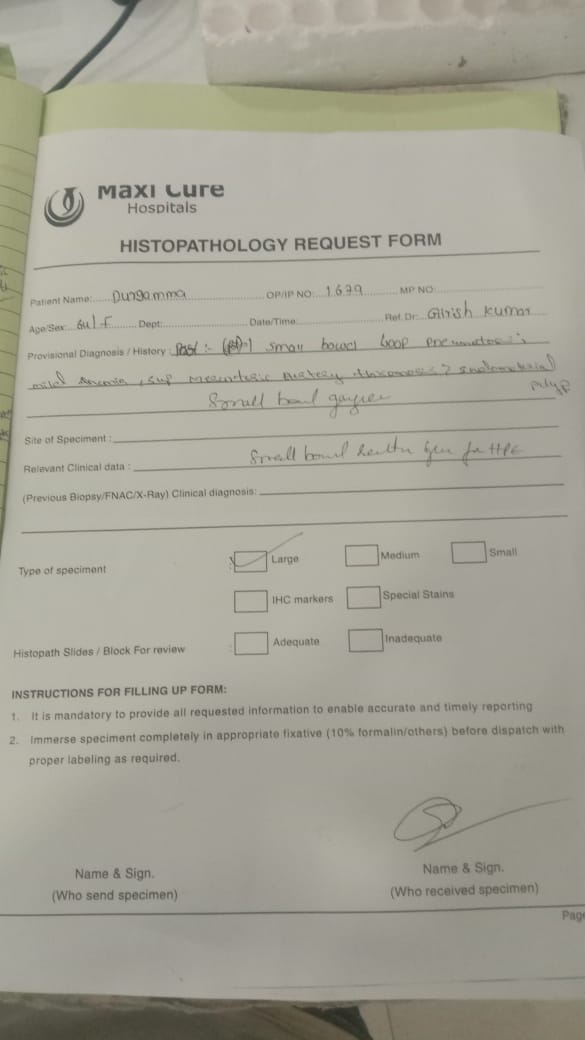 Maxi Cure
Hospitals
HISTOPATHOLOGY REQUEST FORM
Patient Name: Durgamma OP/IP NO: 1679 MP NO:
Age/Sex: Dept: Date/Time: Ref. Dr: Girish Kumar
Provisional Diagnosis / History : small bowel loop
mild
Small
Site of Speciment :
Relevant Clinical data : Small for HPE
(Previous Biopsy/FNAC/X-Ray) Clinical diagnosis:
Type of speciment Large Medium Small
IHC markers Special Stains
Histopath Slides / Block For review Adequate Inadequate
INSTRUCTIONS FOR FILLING UP FORM:
1. It is mandatory to provide all requested information to enable accurate and timely reporting
2. Immerse speciment completely in appropriate fixative (10% formalin/others) before dispatch with
proper labeling as required.
Name & Sign. Name & Sign.
(Who send specimen) (Who received specimen)
Page